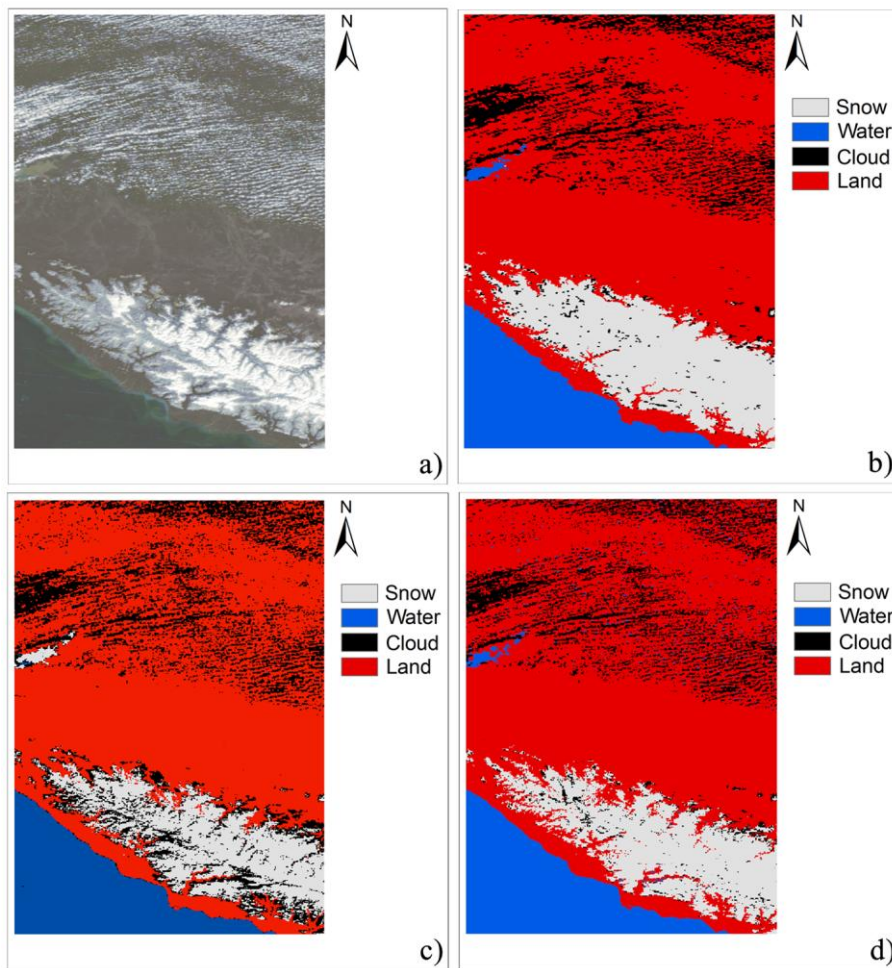 N
a)
N
Snow
Water
Cloud
Land
b)
N
Snow
Water
Cloud
Land
c)
N
Snow
Water
Cloud
Land
d)